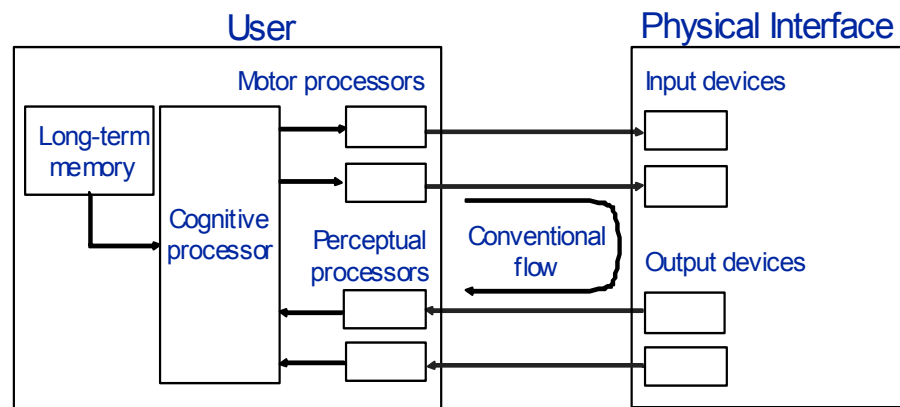 User
Physical Interface
Motor processors
Input devices
Long-term
memory
Cognitive
processor
Perceptual
processors
Conventional
flow
Output devices